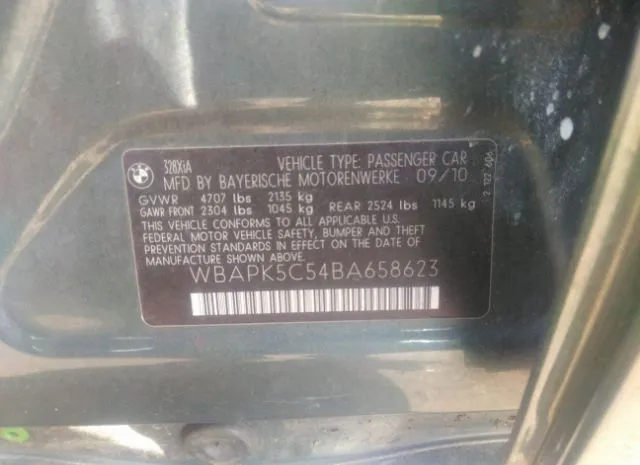 BMW
328XiA
VEHICLE TYPE: PASSENGER CAR
MFD BY BAYERISCHE MOTORENWERKE 09/10
GVWR 4707 lbs 2135 kg
GAWR FRONT 2304 lbs 1045 kg REAR 2524 lbs 1145 kg
THIS VEHICLE CONFORMS TO ALL APPLICABLE U.S.
FEDERAL MOTOR VEHICLE SAFETY, BUMPER AND THEFT
PREVENTION STANDARDS IN EFFECT ON THE DATE OF
MANUFACTURE SHOWN ABOVE.
WBAPK5C54BA658623